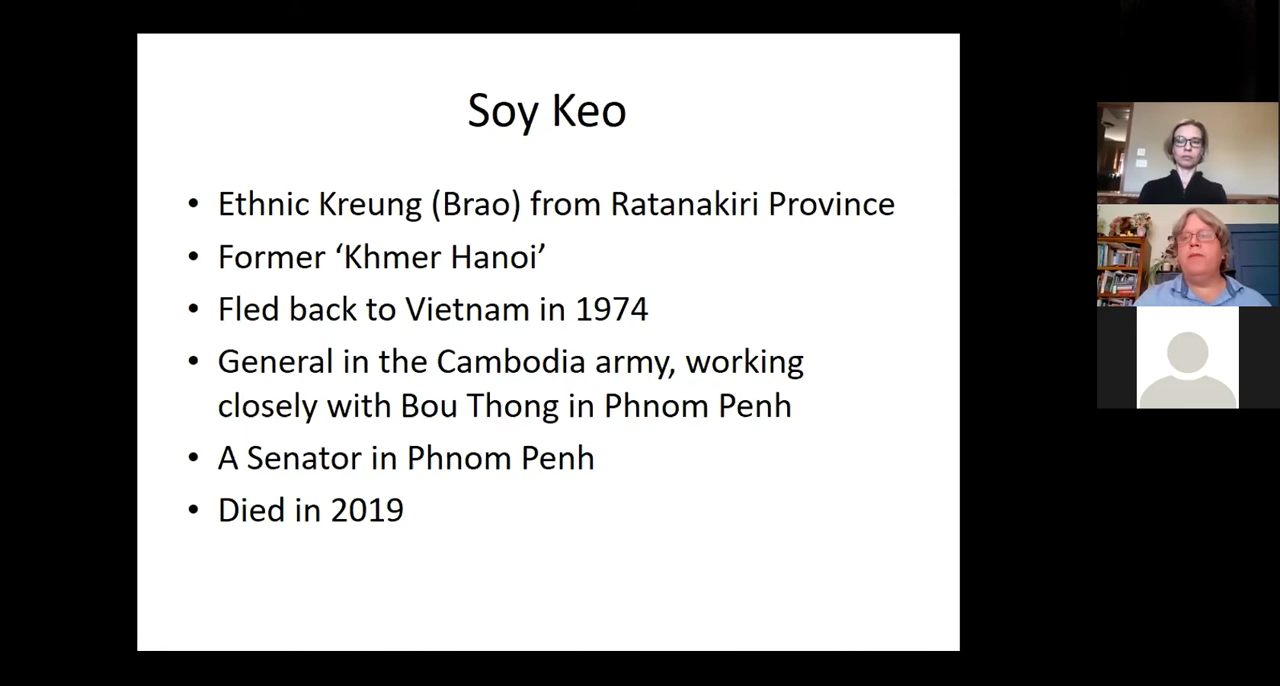 Soy Keo
• Ethnic Kreung (Brao) from Ratanakiri Province
• Former ‘Khmer Hanoi’
• Fled back to Vietnam in 1974
• General in the Cambodia army, working
closely with Bou Thong in Phnom Penh
• A Senator in Phnom Penh
• Died in 2019